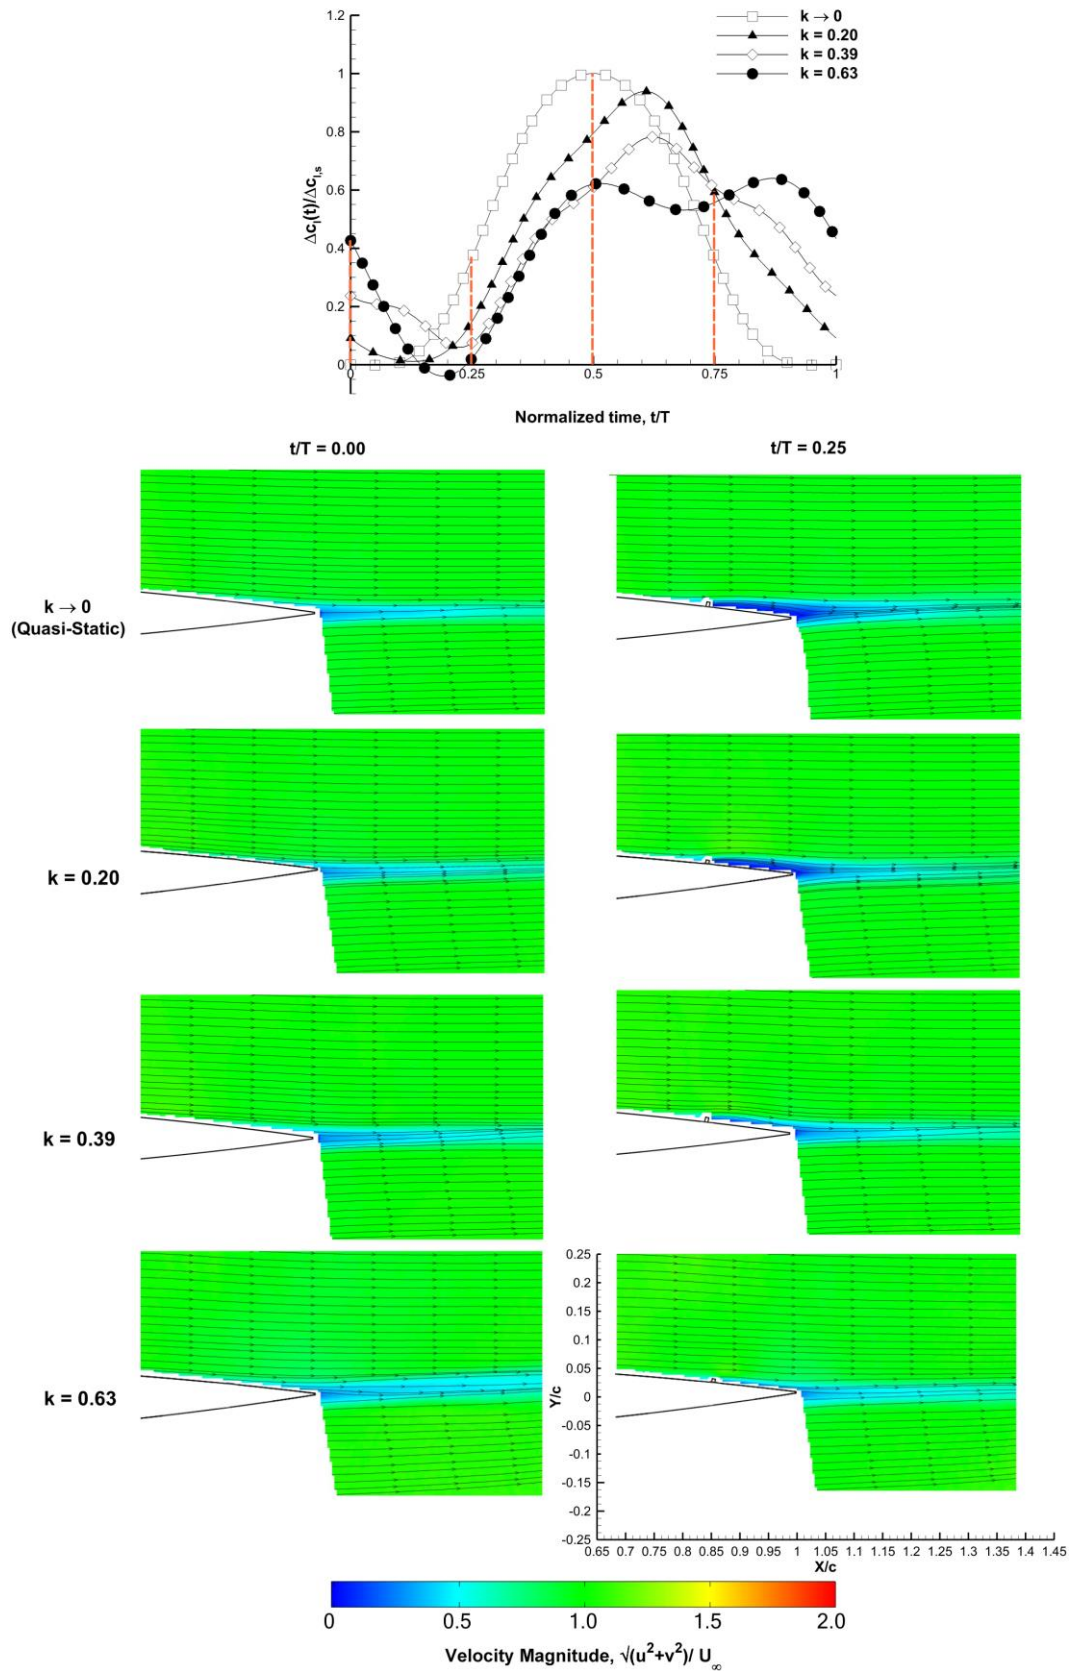 1.2
1
0.8
0.6
0.4
0.2
0
Δc_l(t)/Δc_l,s
k → 0
k = 0.20
k = 0.39
k = 0.63
0 0.25 0.5 0.75 1
Normalized time, t/T
t/T = 0.00 t/T = 0.25
k → 0
(Quasi-Static)
k = 0.20
k = 0.39
k = 0.63
0.25
0.2
0.15
0.1
0.05
0
-0.05
-0.1
-0.15
-0.2
-0.25
Y/c
0.65 0.7 0.75 0.8 0.85 0.9 0.95 1 1.05 1.1 1.15 1.2 1.25 1.3 1.35 1.4 1.45
X/c
0 0.5 1.0 1.5 2.0
Velocity Magnitude, √(u²+v²)/ U∞